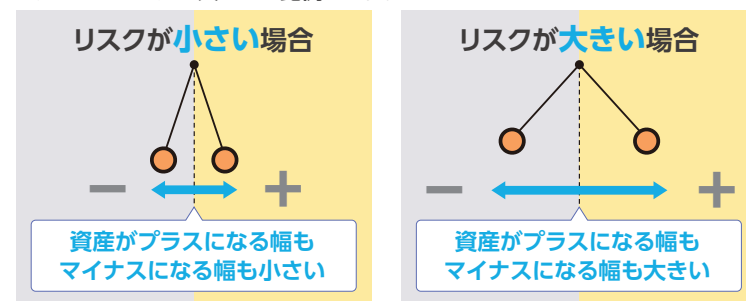 リスクが小さい場合
－ ＋
資産がプラスになる幅も
マイナスになる幅も小さい
リスクが大きい場合
－ ＋
資産がプラスになる幅も
マイナスになる幅も大きい